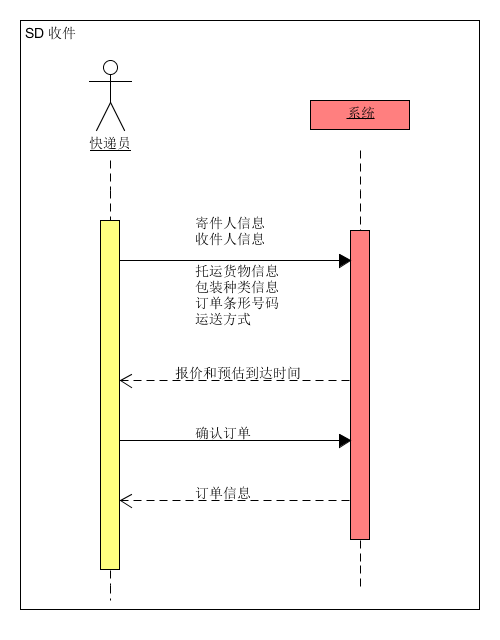 SD 收件
快递员
系统
寄件人信息
收件人信息
托运货物信息
包装种类信息
订单条形号码
运送方式
报价和预估到达时间
确认订单
订单信息